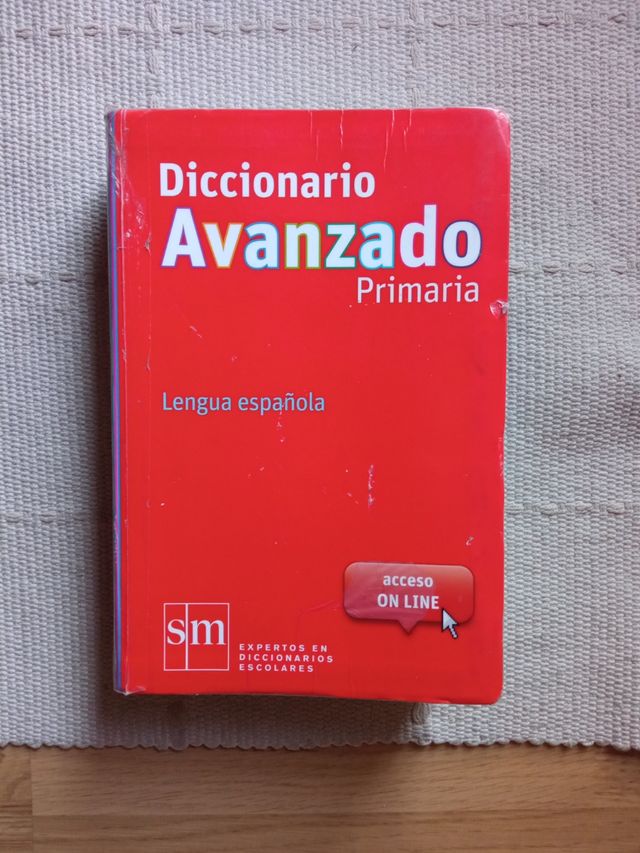 Diccionario
Avanzado
Primaria
Lengua española
acceso
ON LINE
sm
EXPERTOS EN
DICCIONARIOS
ESCOLARES